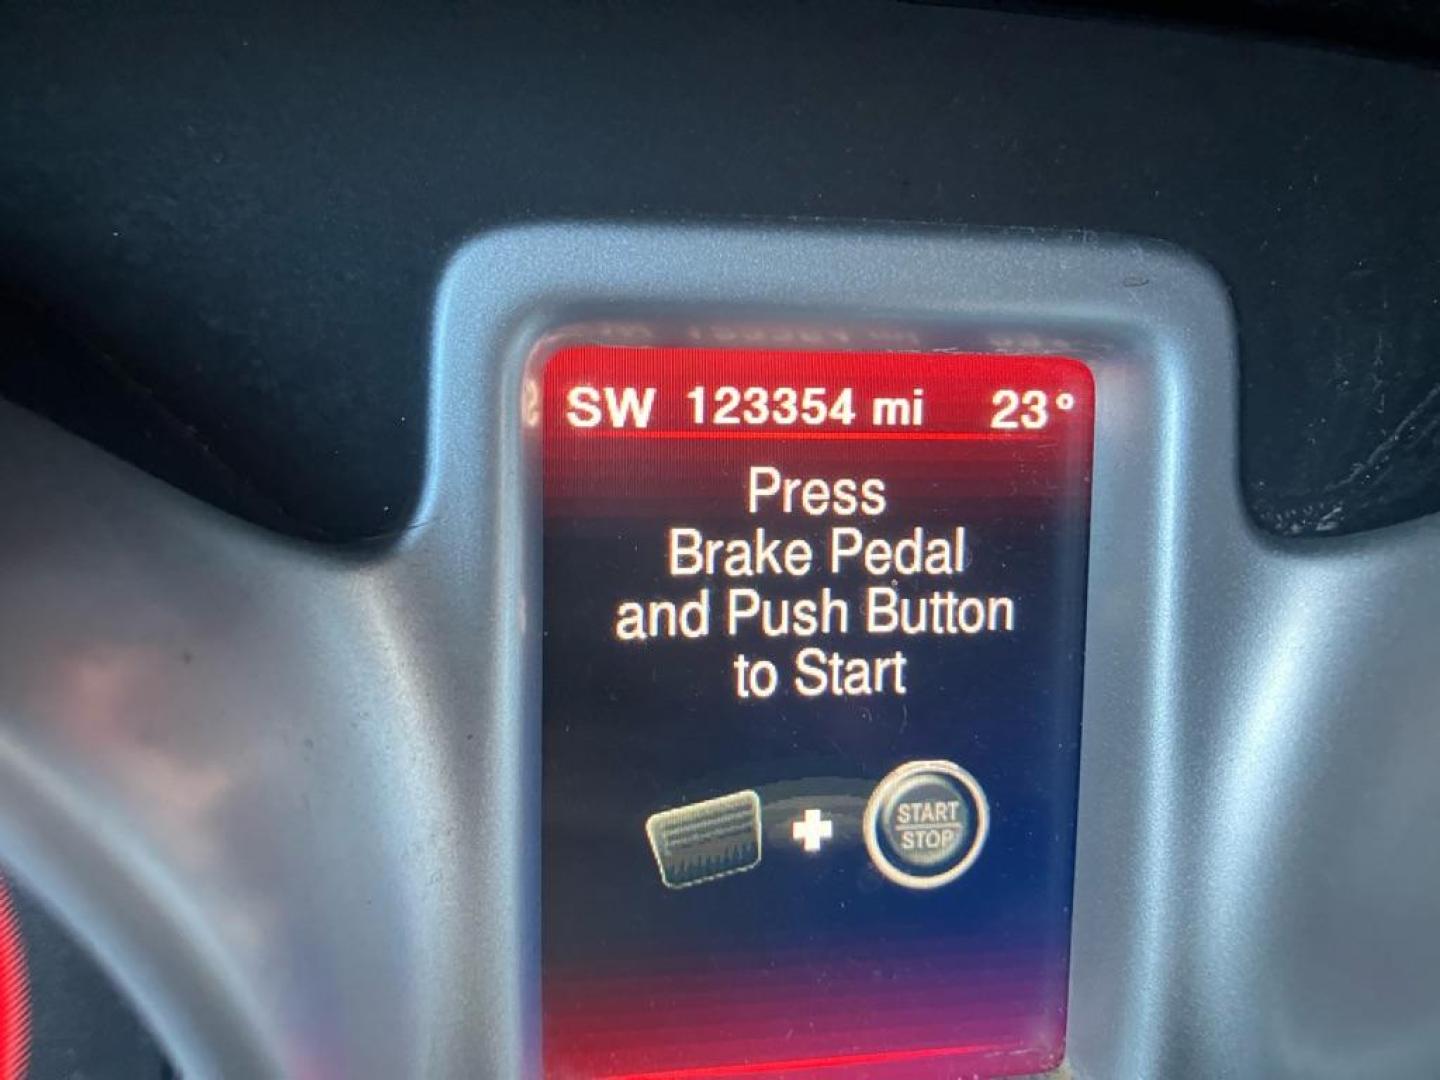 SW 123354 mi 23°
Press
Brake Pedal
and Push Button
to Start
START
STOP